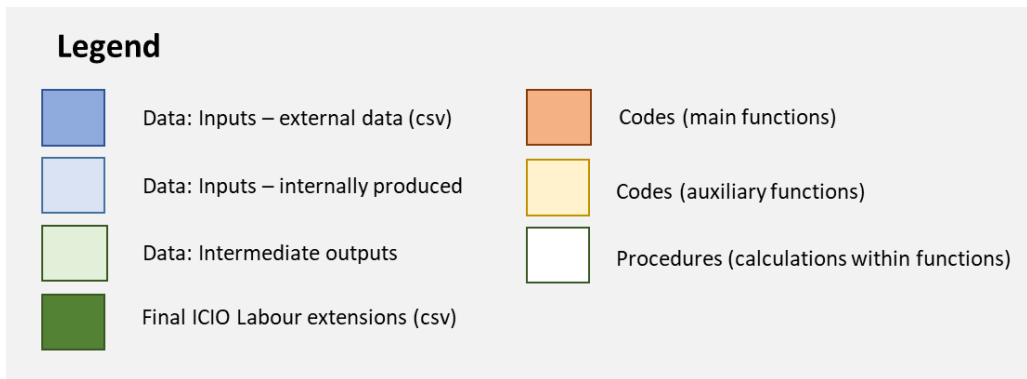 Legend
Data: Inputs – external data (csv)
Data: Inputs – internally produced
Data: Intermediate outputs
Final ICIO Labour extensions (csv)
Codes (main functions)
Codes (auxiliary functions)
Procedures (calculations within functions)